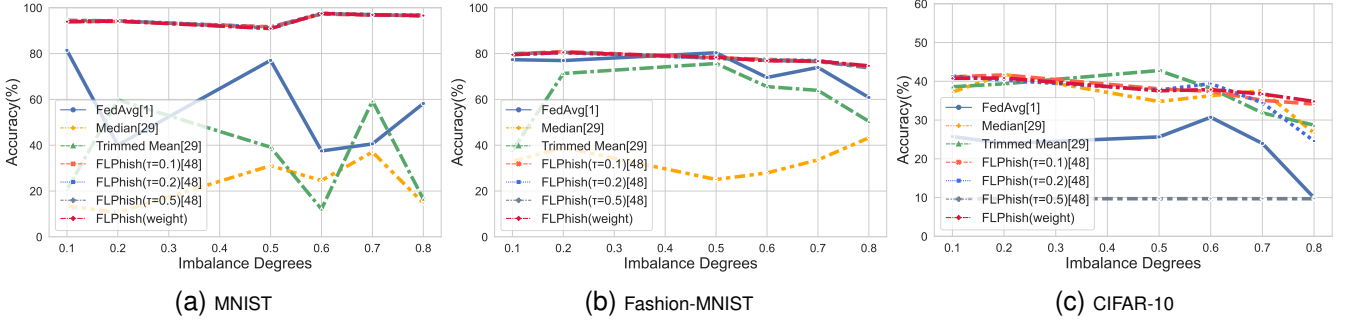 100
80
60
40
20
0
Accuracy(%)
FedAvg[1]
Median[29]
Trimmed Mean[29]
FLPhish(τ=0.1)[48]
FLPhish(τ=0.2)[48]
FLPhish(τ=0.5)[48]
FLPhish(weight)
0.1 0.2 0.3 0.4 0.5 0.6 0.7 0.8
Imbalance Degrees
(a) MNIST
100
80
60
40
20
0
Accuracy(%)
FedAvg[1]
Median[29]
Trimmed Mean[29]
FLPhish(τ=0.1)[48]
FLPhish(τ=0.2)[48]
FLPhish(τ=0.5)[48]
FLPhish(weight)
0.1 0.2 0.3 0.4 0.5 0.6 0.7 0.8
Imbalance Degrees
(b) Fashion-MNIST
60
50
40
30
20
10
0
Accuracy(%)
FedAvg[1]
Median[29]
Trimmed Mean[29]
FLPhish(τ=0.1)[48]
FLPhish(τ=0.2)[48]
FLPhish(τ=0.5)[48]
FLPhish(weight)
0.1 0.2 0.3 0.4 0.5 0.6 0.7 0.8
Imbalance Degrees
(c) CIFAR-10